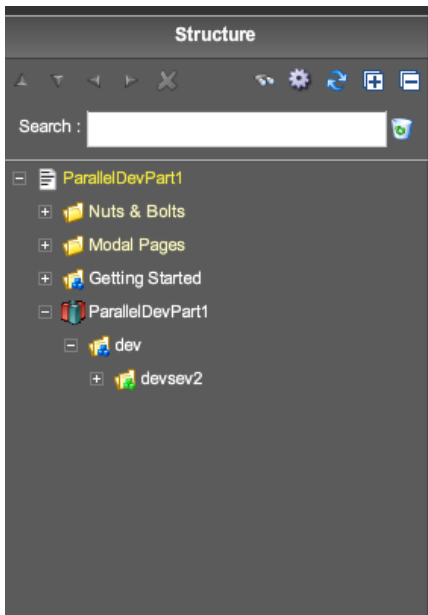 Structure
Search :
ParallelDevPart1
Nuts & Bolts
Modal Pages
Getting Started
ParallelDevPart1
dev
devsev2